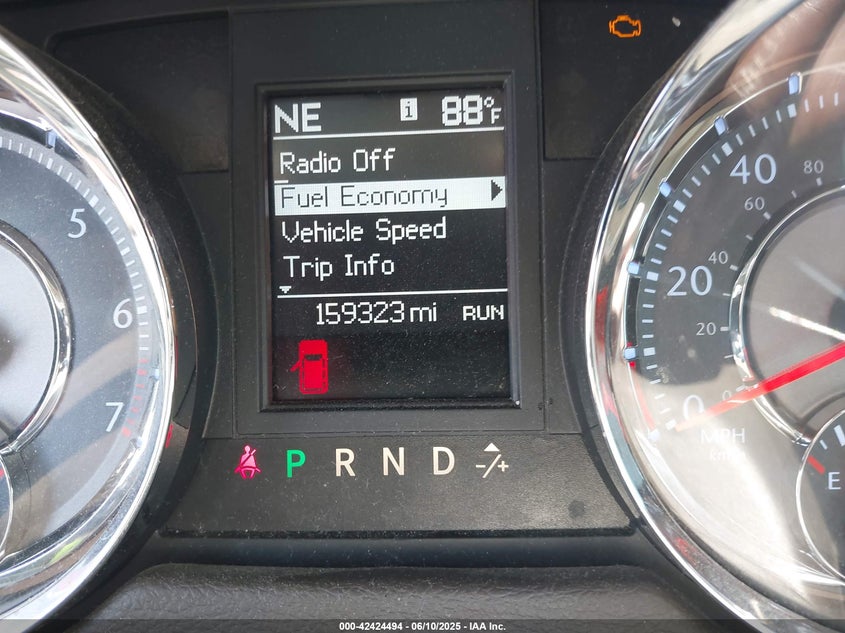 NE i 88°F
Radio Off
Fuel Economy
Vehicle Speed
Trip Info
159323 mi RUN
P R N D -/+
5
6
7
40
80
60
20
40
20
0
0
MPH
km/h
E
000-42424494 - 06/10/2025 - IAA Inc.